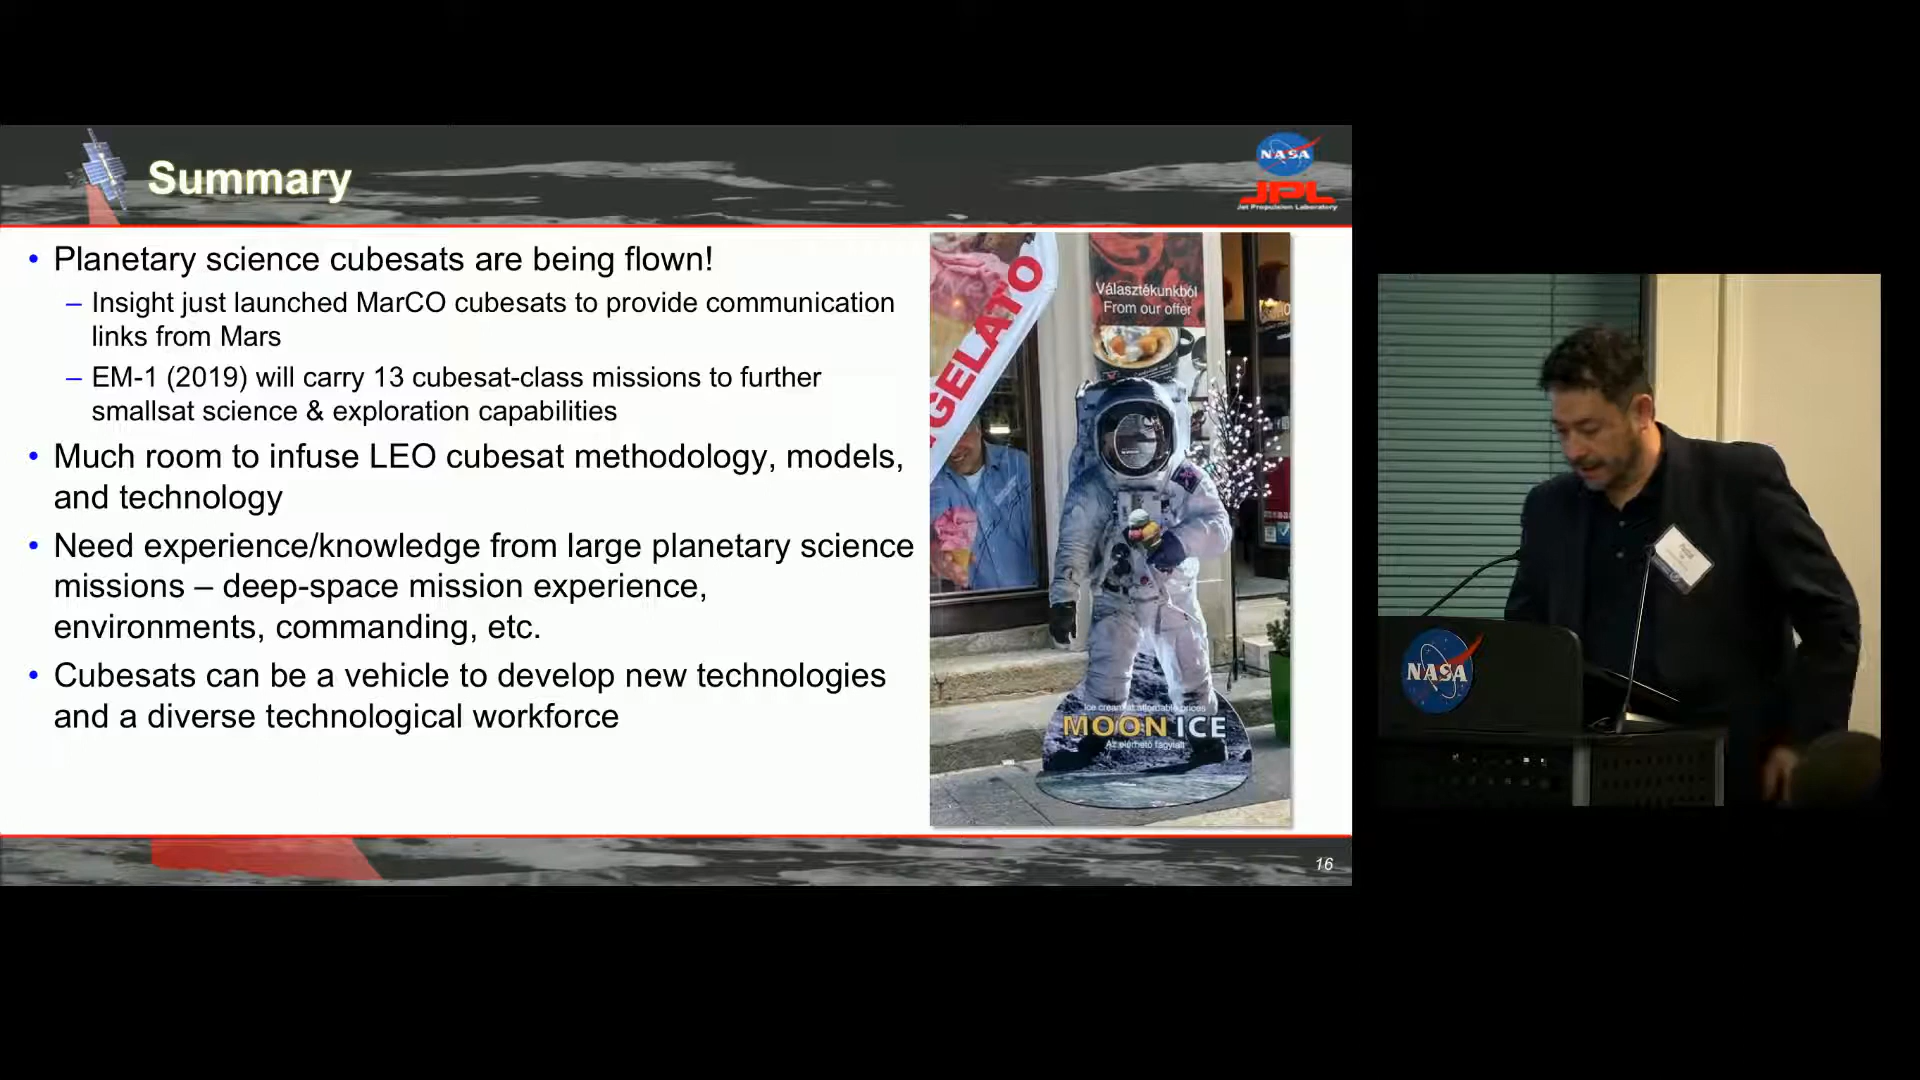 Summary
NASA
JPL
Jet Propulsion Laboratory
• Planetary science cubesats are being flown!
– Insight just launched MarCO cubesats to provide communication
links from Mars
– EM-1 (2019) will carry 13 cubesat-class missions to further
smallsat science & exploration capabilities
• Much room to infuse LEO cubesat methodology, models,
and technology
• Need experience/knowledge from large planetary science
missions – deep-space mission experience,
environments, commanding, etc.
• Cubesats can be a vehicle to develop new technologies
and a diverse technological workforce
GELATO
Választékunkból
From our offer
Ice cream at affordable prices
MOON ICE
Az elérhető fagylalt
16
NASA